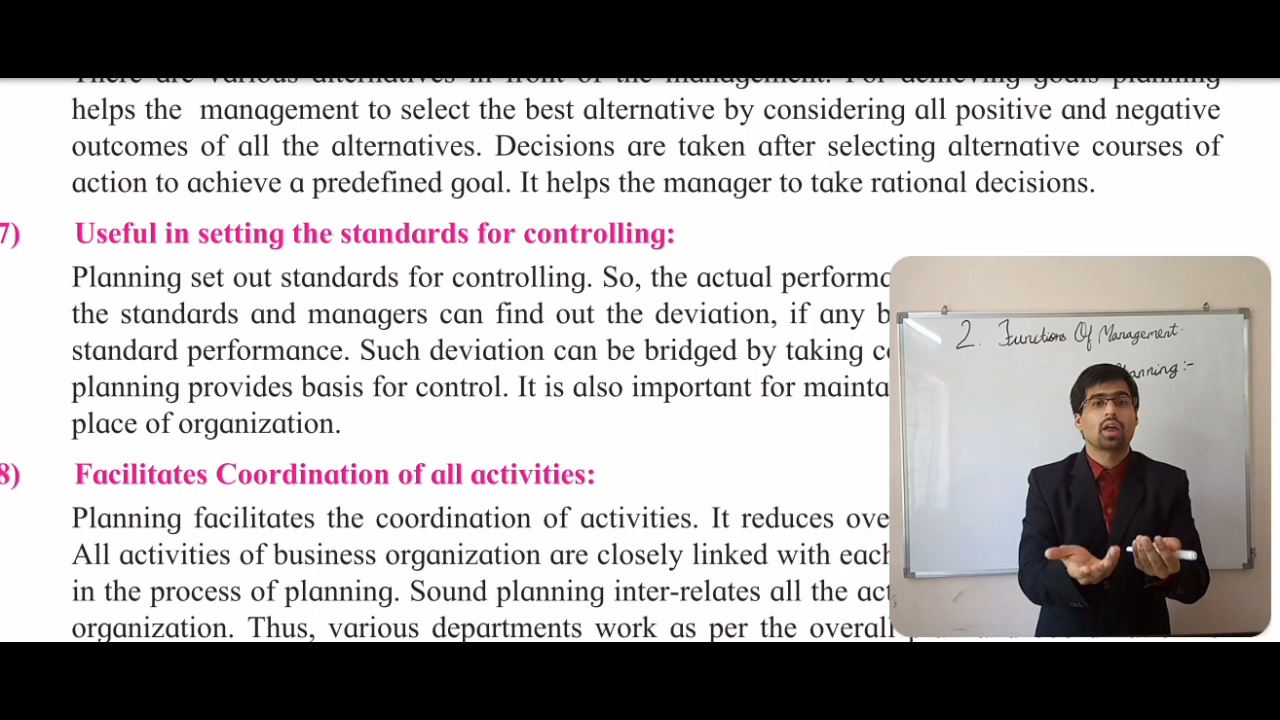 helps the management to select the best alternative by considering all positive and negative
outcomes of all the alternatives. Decisions are taken after selecting alternative courses of
action to achieve a predefined goal. It helps the manager to take rational decisions.
7) Useful in setting the standards for controlling:
Planning set out standards for controlling. So, the actual
the standards and managers can find out the deviation, if any
standard performance. Such deviation can be bridged by taking
planning provides basis for control. It is also important for
place of organization.
8) Facilitates Coordination of all activities:
Planning facilitates the coordination of activities. It reduces
All activities of business organization are closely linked with each
in the process of planning. Sound planning inter-relates all the
organization. Thus, various departments work as per the overall
2. Functions Of Management.